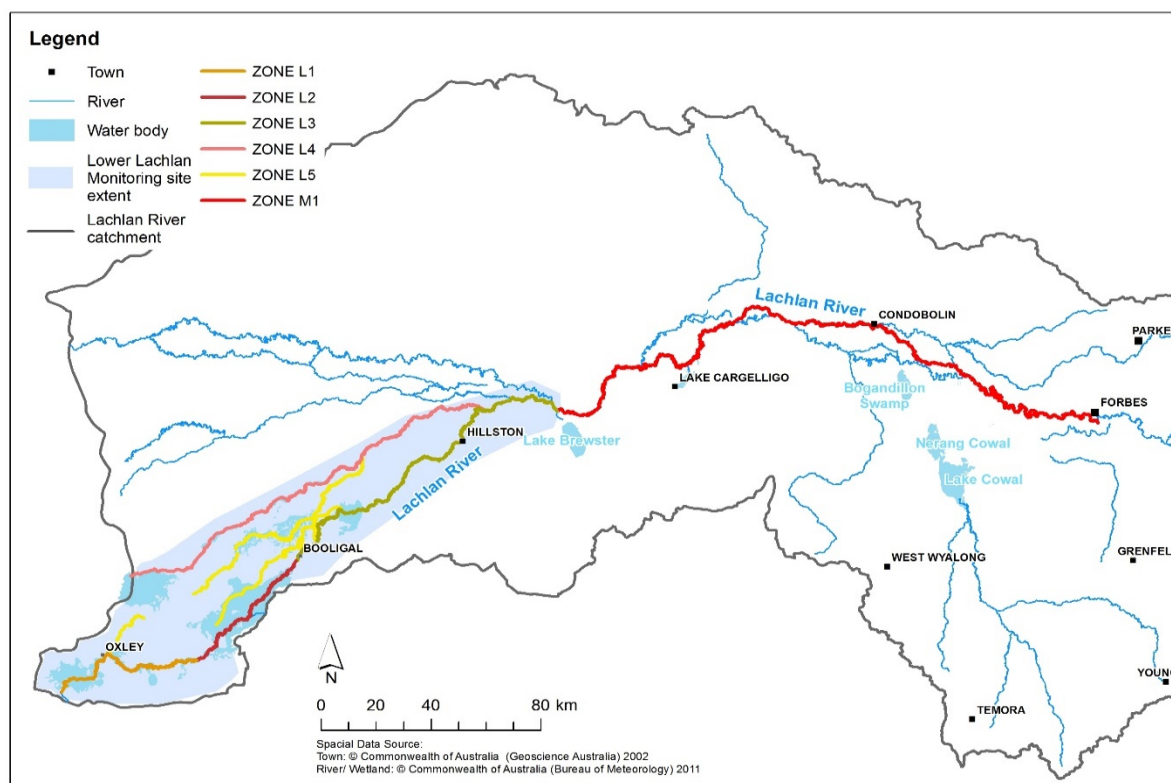 Legend
Town
River
Water body
Lower Lachlan
Monitoring site
extent
Lachlan River
catchment
ZONE L1
ZONE L2
ZONE L3
ZONE L4
ZONE L5
ZONE M1
Lachlan River
CONDOBOLIN
PARKE
LAKE CARGELLIGO
Bogandillon
Swamp
FORBES
HILLSTON
Lake Brewster
Nerang Cowal
Lachlan River
Lake Cowal
BOOLIGAL
WEST WYALONG
GRENFEL
OXLEY
YOUNG
TEMORA
N
0 20 40 80 km
Spacial Data Source:
Town: © Commonwealth of Australia (Geoscience Australia) 2002
River/ Wetland: © Commonwealth of Australia (Bureau of Meteorology) 2011